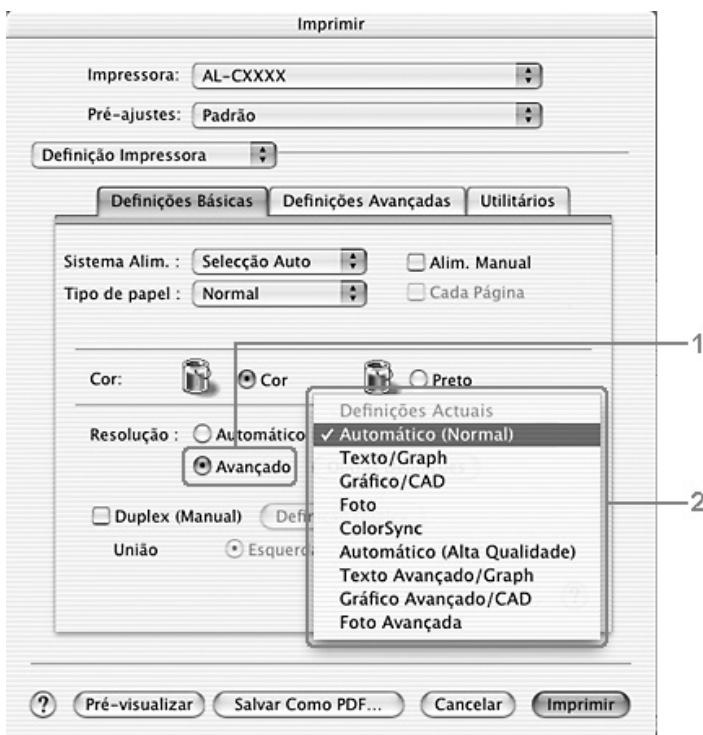 Imprimir
Impressora: AL-CXXXX
Pré-ajustes: Padrão
Definição Impressora
Definições Básicas Definições Avançadas Utilitários
Sistema Alim. : Selecção Auto Alim. Manual
Tipo de papel : Normal Cada Página
1
Cor: Cor Preto
Definições Actuais
Resolução : Automático ✓ Automático (Normal)
Texto/Graph
Avançado
Gráfico/CAD
2
Foto
Duplex (Manual) ColorSync
União Automático (Alta Qualidade)
Texto Avançado/Graph
Gráfico Avançado/CAD
Foto Avançada
? Pré-visualizar Salvar Como PDF... Cancelar Imprimir